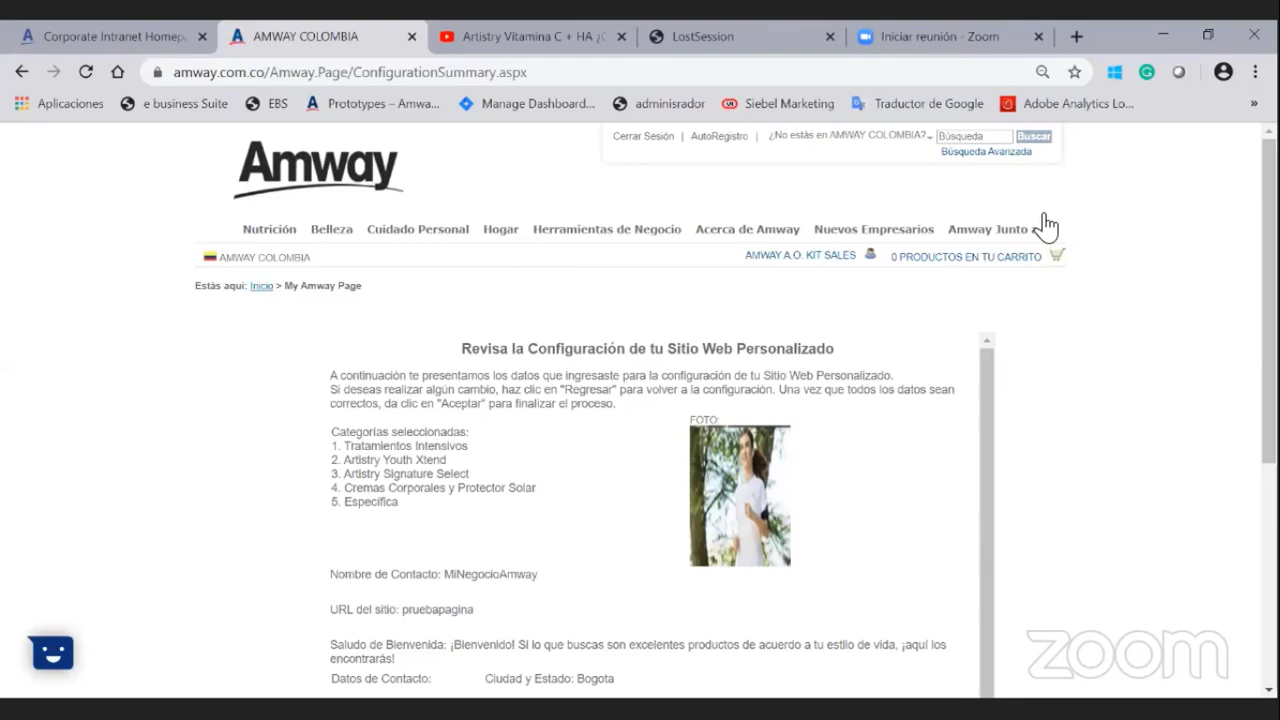 Corporate Intranet Homep
AMWAY COLOMBIA
Artistry Vitamina C + HA ¿C
LostSession
Iniciar reunión - Zoom
amway.com.co/Amway.Page/ConfigurationSummary.aspx
Aplicaciones
e business Suite
EBS
Prototypes – Amwa...
Manage Dashboard...
adminisrador
Siebel Marketing
Traductor de Google
Adobe Analytics Lo...
»
Cerrar Sesión | AutoRegistro | ¿No estás en AMWAY COLOMBIA? Búsqueda Buscar
Búsqueda Avanzada
Amway
Nutrición Belleza Cuidado Personal Hogar Herramientas de Negocio Acerca de Amway Nuevos Empresarios Amway Junto
AMWAY COLOMBIA
AMWAY A.O. KIT SALES
0 PRODUCTOS EN TU CARRITO
Estás aquí: Inicio > My Amway Page
Revisa la Configuración de tu Sitio Web Personalizado
A continuación te presentamos los datos que ingresaste para la configuración de tu Sitio Web Personalizado.
Si deseas realizar algún cambio, haz clic en "Regresar" para volver a la configuración. Una vez que todos los datos sean
correctos, da clic en "Aceptar" para finalizar el proceso.
FOTO:
Categorías seleccionadas:
1. Tratamientos Intensivos
2. Artistry Youth Xtend
3. Artistry Signature Select
4. Cremas Corporales y Protector Solar
5. Específica
Nombre de Contacto: MiNegocioAmway
URL del sitio: pruebapagina
Saludo de Bienvenida: ¡Bienvenido! Si lo que buscas son excelentes productos de acuerdo a tu estilo de vida, ¡aquí los
encontrarás!
Datos de Contacto: Ciudad y Estado: Bogota
zoom